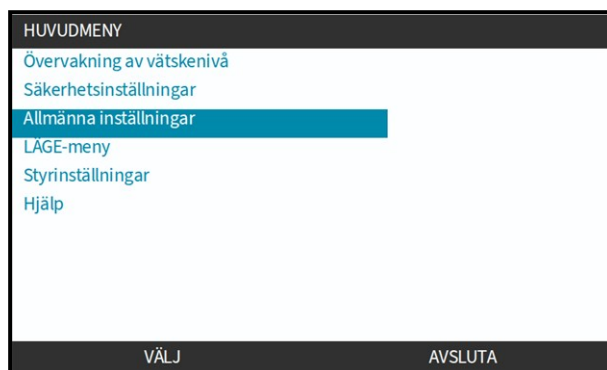 HUVUDMENY
Övervakning av vätskenivå
Säkerhetsinställningar
Allmänna inställningar
LÄGE-meny
Styrinställningar
Hjälp
VÄLJ AVSLUTA